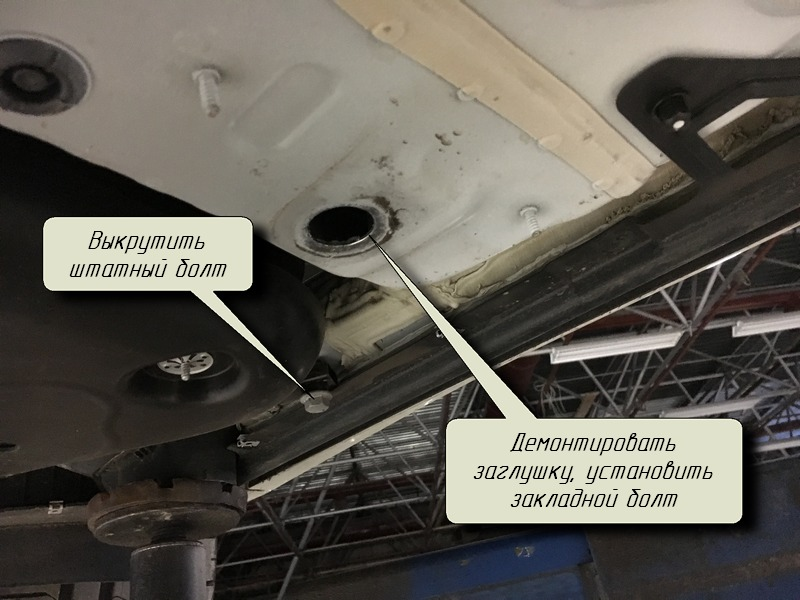 Выкрутить
штатный болт
Демонтировать
заглушку, установить
закладной болт